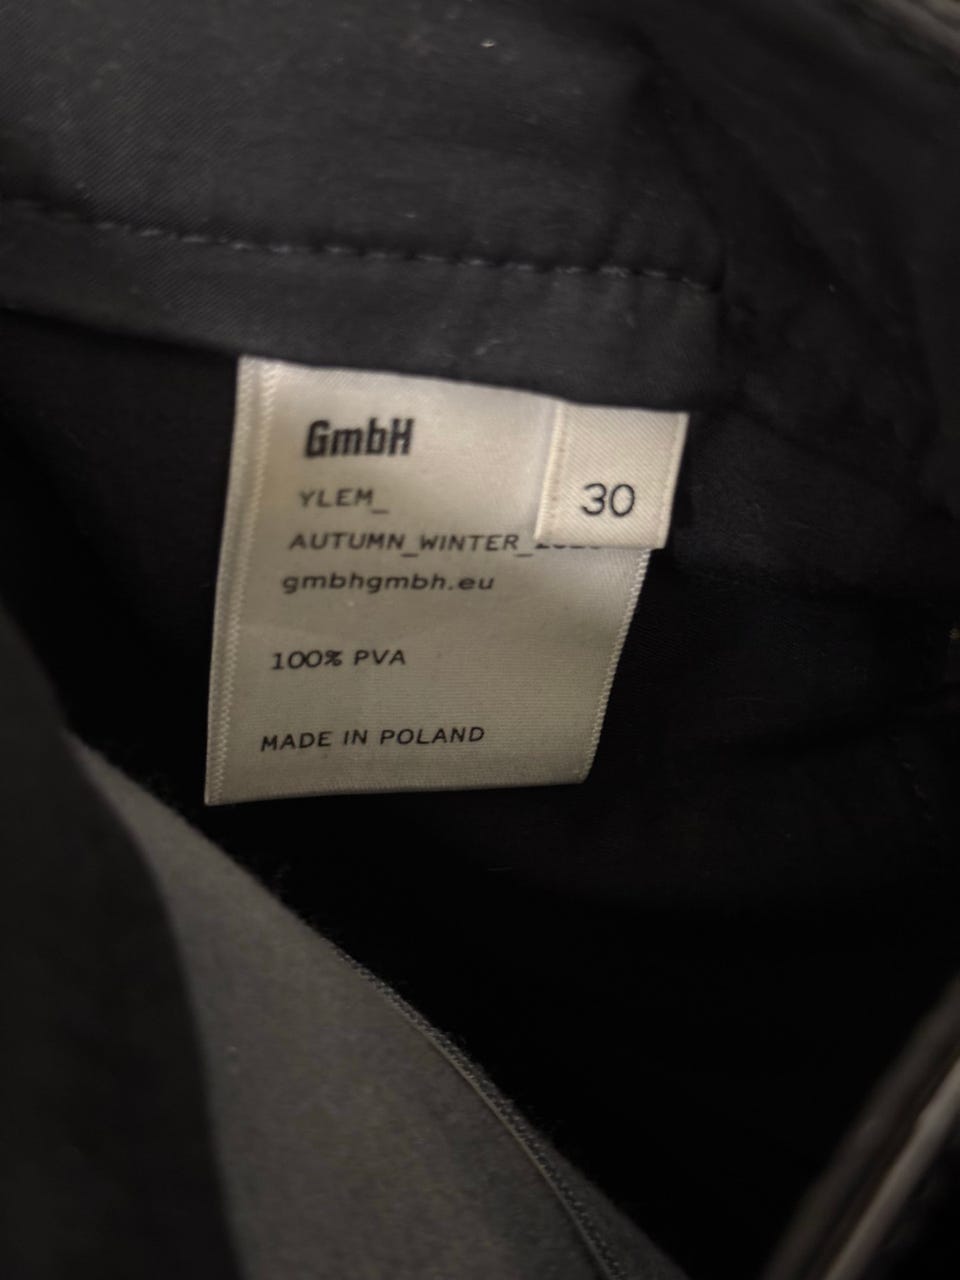 GmbH
30
YLEM_
AUTUMN_WINTER_
gmbhgmbh.eu
100% PVA
MADE IN POLAND